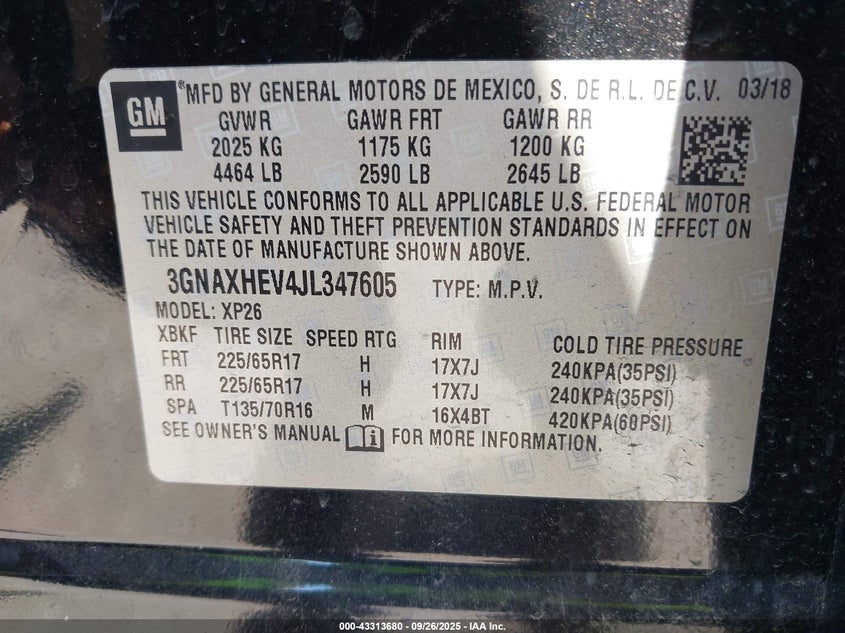 GM
MFD BY GENERAL MOTORS DE MEXICO, S. DE R.L. DE C.V. 03/18
GVWR GAWR FRT GAWR RR
2025 KG 1175 KG 1200 KG
4464 LB 2590 LB 2645 LB
THIS VEHICLE CONFORMS TO ALL APPLICABLE U.S. FEDERAL MOTOR
VEHICLE SAFETY AND THEFT PREVENTION STANDARDS IN EFFECT ON
THE DATE OF MANUFACTURE SHOWN ABOVE.
3GNAXHEV4JL347605 TYPE: M.P.V.
MODEL: XP26
XBKF TIRE SIZE SPEED RTG RIM COLD TIRE PRESSURE
FRT 225/65R17 H 17X7J 240KPA(35PSI)
RR 225/65R17 H 17X7J 240KPA(35PSI)
SPA T135/70R16 M 16X4BT 420KPA(60PSI)
SEE OWNER'S MANUAL FOR MORE INFORMATION.
000-43313680 - 09/26/2025 - IAA Inc.